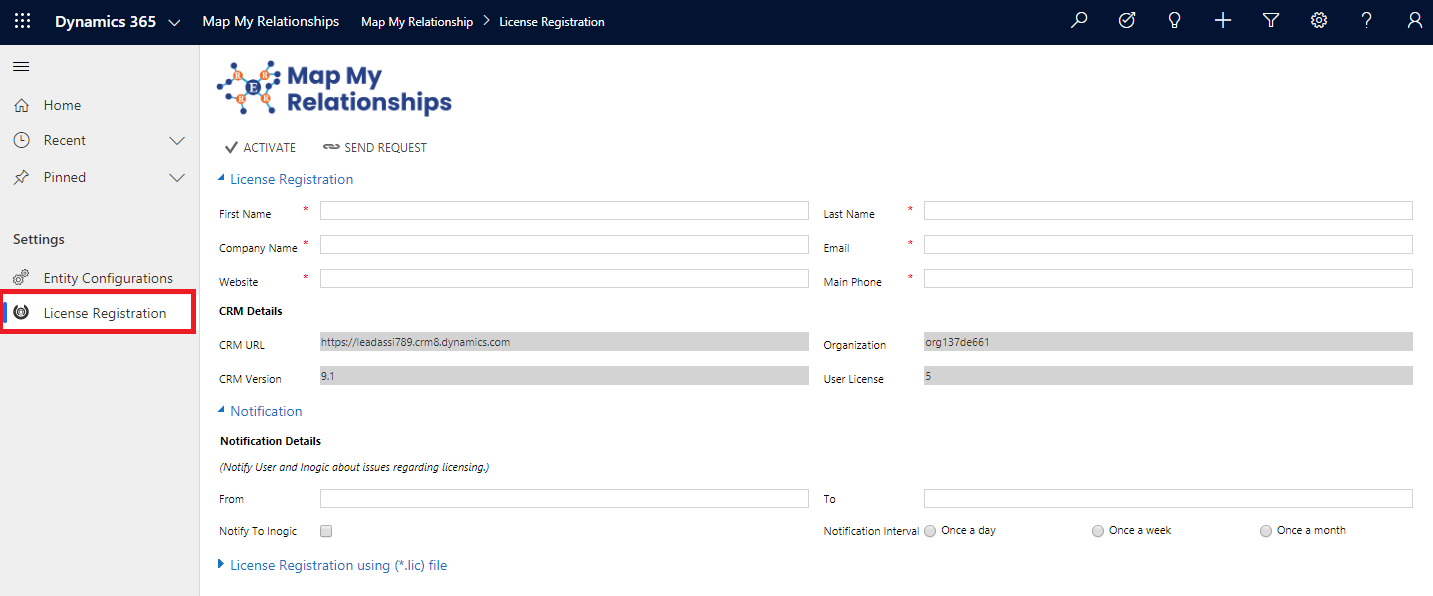 Dynamics 365 Map My Relationships Map My Relationship > License Registration
Home
Recent
Pinned
Settings
Entity Configurations
License Registration
R R E R R
Map My
Relationships
ACTIVATE SEND REQUEST
License Registration
First Name * Last Name *
Company Name * Email *
Website * Main Phone *
CRM Details
CRM URL https://leadassi789.crm8.dynamics.com Organization org137de661
CRM Version 9.1 User License 5
Notification
Notification Details
(Notify User and Inogic about issues regarding licensing.)
From To
Notify To Inogic Notification Interval Once a day Once a week Once a month
License Registration using (*.lic) file